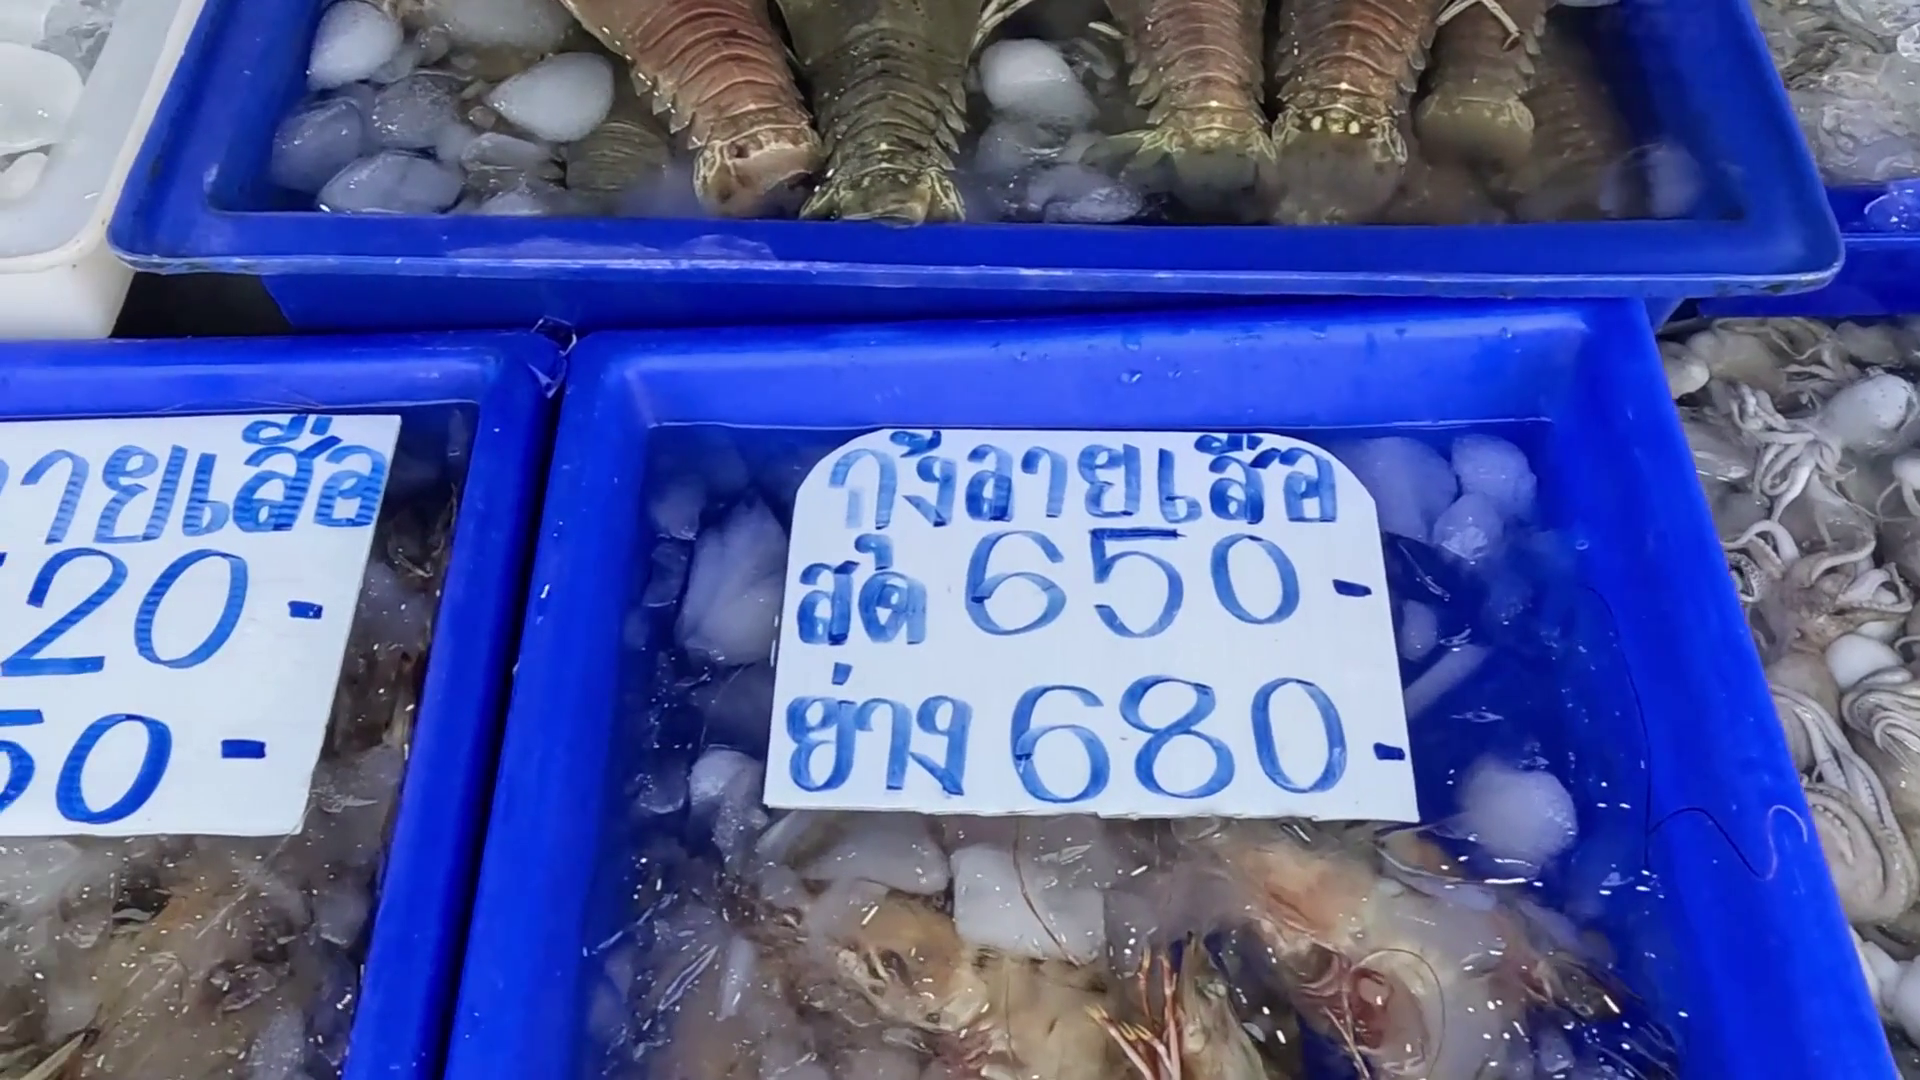 ายเสือ
20 -
50 -
กุ้งลายเสือ
สด 650 -
ย่าง 680 -